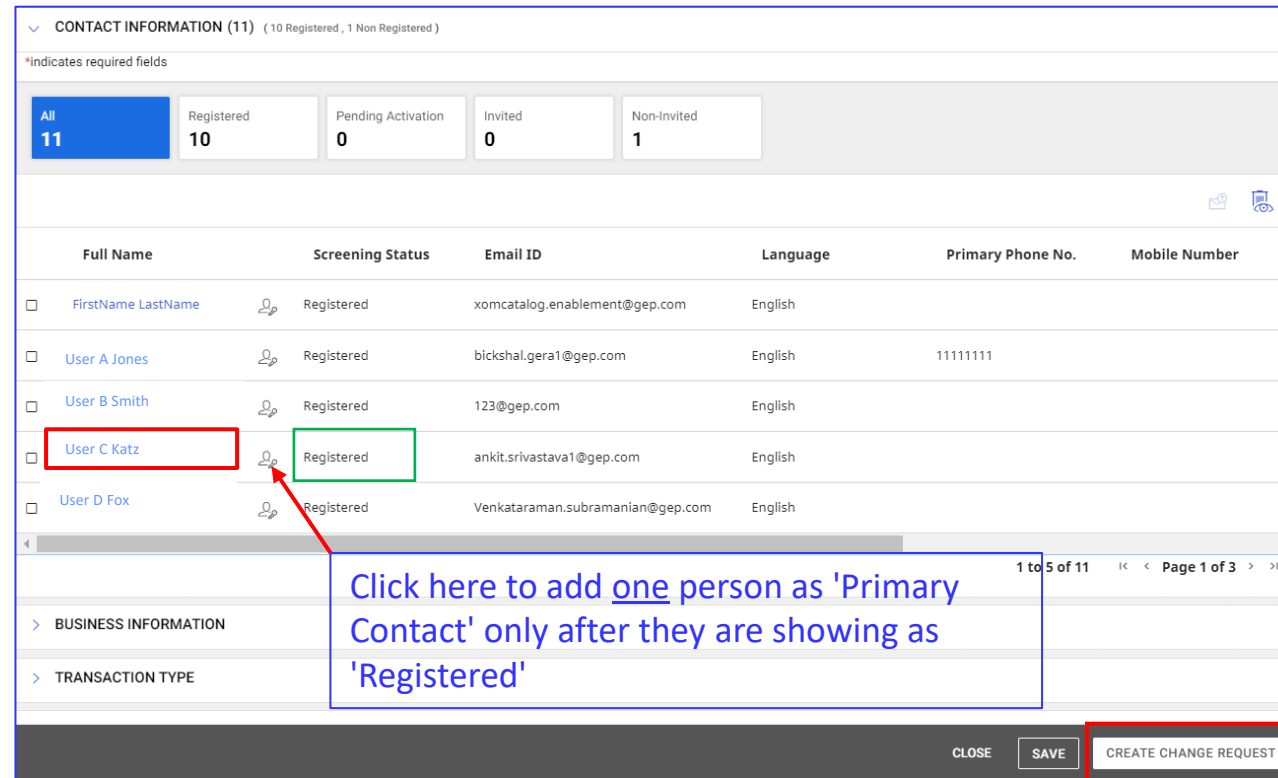 CONTACT INFORMATION (11) ( 10 Registered , 1 Non Registered )
*indicates required fields
All Registered Pending Activation Invited Non-Invited
11 10 0 0 1
Full Name Screening Status Email ID Language Primary Phone No. Mobile Number
FirstName LastName Registered xomcatalog.enablement@gep.com English
User A Jones Registered bickshal.gera1@gep.com English 11111111
User B Smith Registered 123@gep.com English
User C Katz Registered ankit.srivastava1@gep.com English
User D Fox Registered Venkataraman.subramanian@gep.com English
1 to 5 of 11 Page 1 of 3
Click here to add one person as 'Primary
Contact' only after they are showing as
'Registered'
BUSINESS INFORMATION
TRANSACTION TYPE
CLOSE SAVE CREATE CHANGE REQUEST